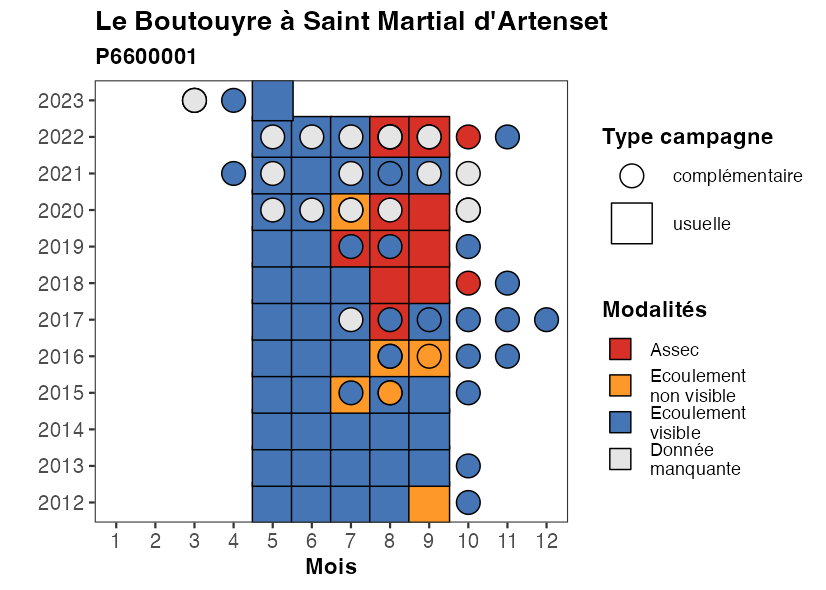 Le Boutouyre à Saint Martial d'Artenset
P6600001
2023
2022
2021
2020
2019
2018
2017
2016
2015
2014
2013
2012
1 2 3 4 5 6 7 8 9 10 11 12
Mois
Type campagne
complémentaire
usuelle
Modalités
Assec
Ecoulement
non visible
Ecoulement
visible
Donnée
manquante